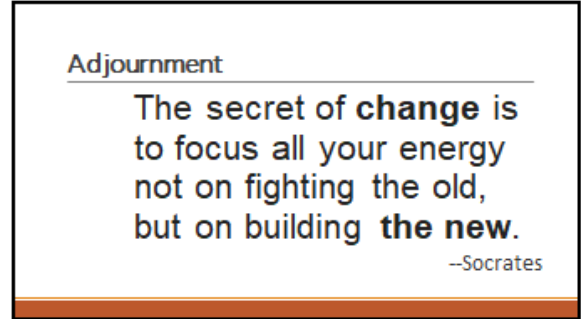 Adjournment
The secret of change is
to focus all your energy
not on fighting the old,
but on building the new.
--Socrates